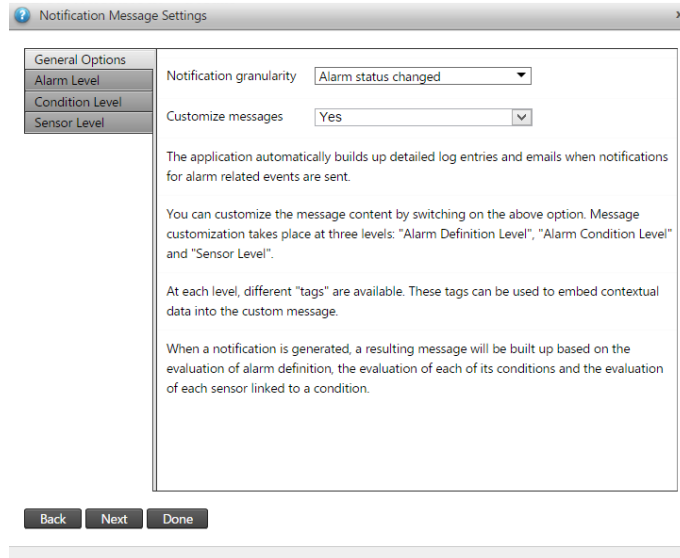 Notification Message Settings
General Options
Alarm Level
Condition Level
Sensor Level
Notification granularity Alarm status changed
Customize messages Yes
The application automatically builds up detailed log entries and emails when notifications
for alarm related events are sent.
You can customize the message content by switching on the above option. Message
customization takes place at three levels: "Alarm Definition Level", "Alarm Condition Level"
and "Sensor Level".
At each level, different "tags" are available. These tags can be used to embed contextual
data into the custom message.
When a notification is generated, a resulting message will be built up based on the
evaluation of alarm definition, the evaluation of each of its conditions and the evaluation
of each sensor linked to a condition.
Back Next Done